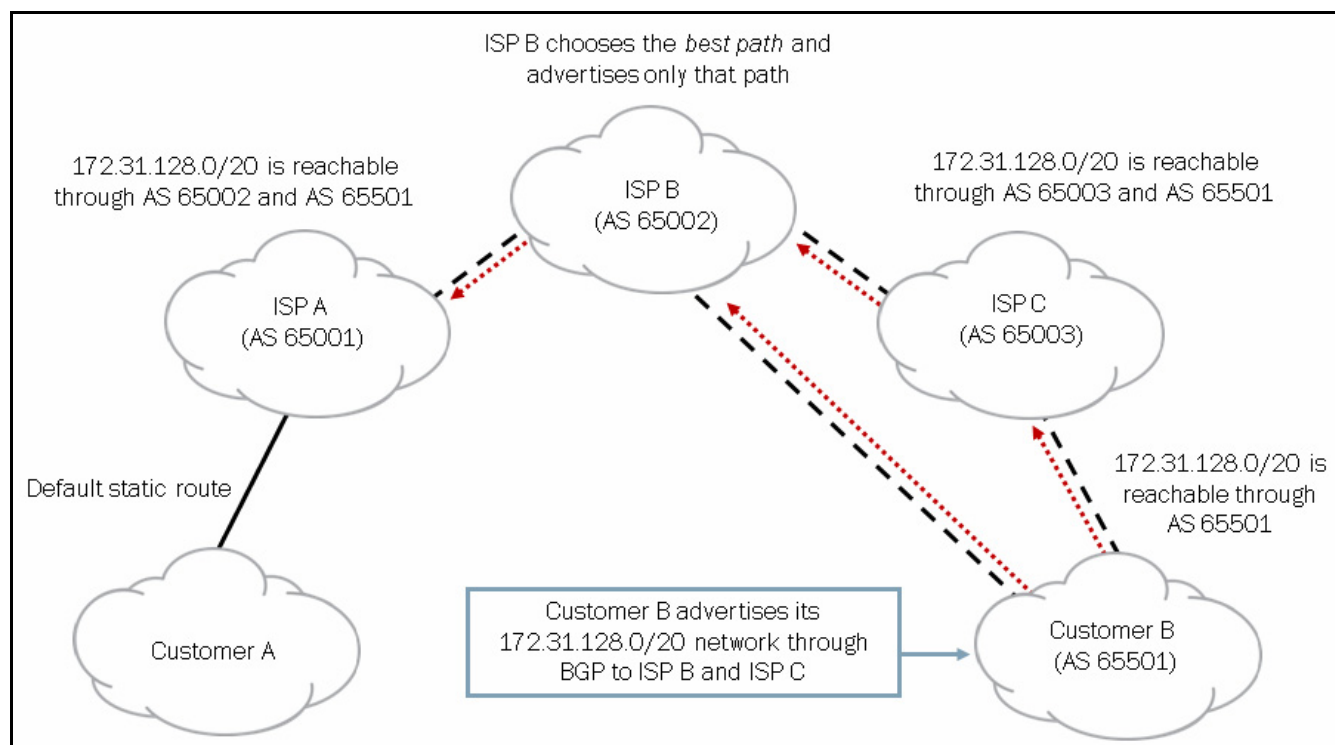 ISP B chooses the best path and
advertises only that path
172.31.128.0/20 is reachable
through AS 65002 and AS 65501
ISP B
(AS 65002)
172.31.128.0/20 is reachable
through AS 65003 and AS 65501
ISP A
(AS 65001)
ISP C
(AS 65003)
Default static route
172.31.128.0/20 is
reachable through
AS 65501
Customer A
Customer B advertises its
172.31.128.0/20 network through
BGP to ISP B and ISP C
Customer B
(AS 65501)